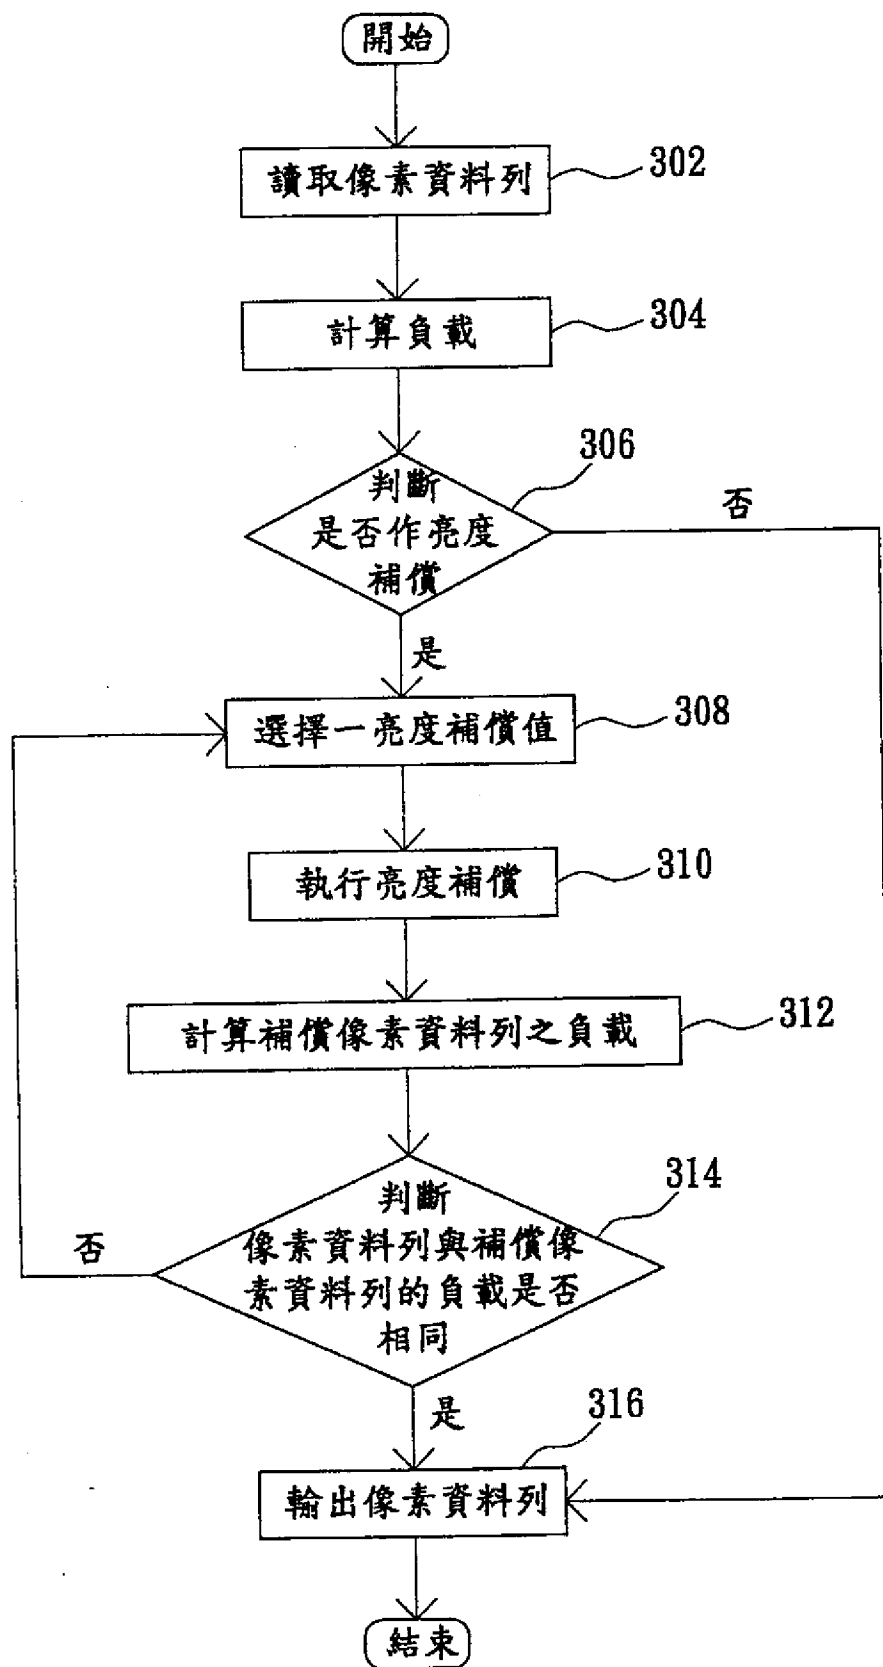 開始
讀取像素資料列
302
計算負載
304
306
判斷
是否作亮度
補償
否
是
選擇一亮度補償值
308
執行亮度補償
310
計算補償像素資料列之負載
312
314
判斷
像素資料列與補償像
素資料列的負載是否
相同
否
是
316
輸出像素資料列
結束